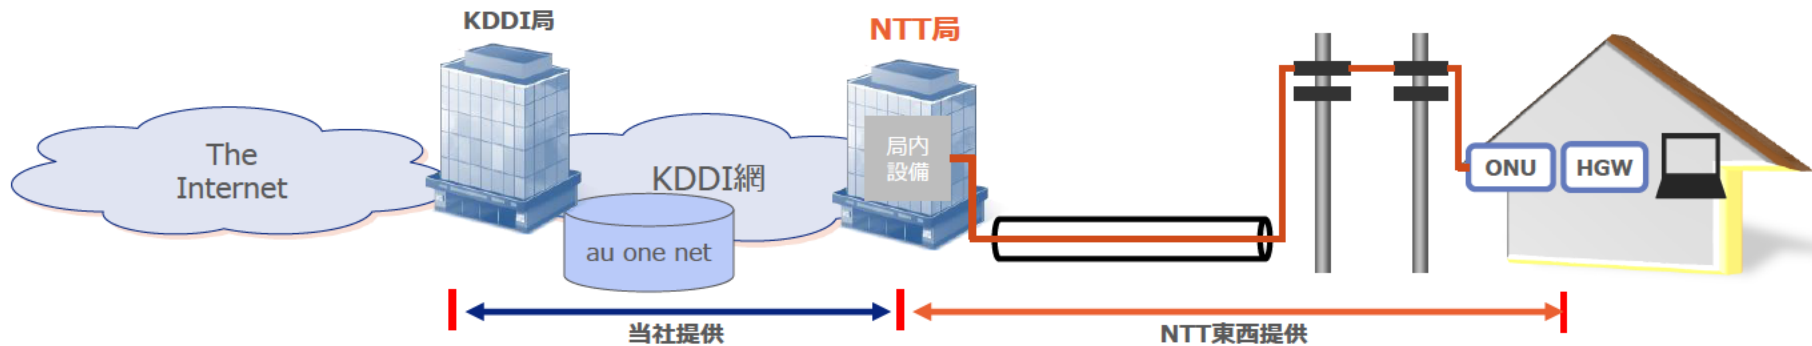 KDDI局
NTT局
The
Internet
KDDI網
au one net
局内
設備
ONU
HGW
当社提供
NTT東西提供